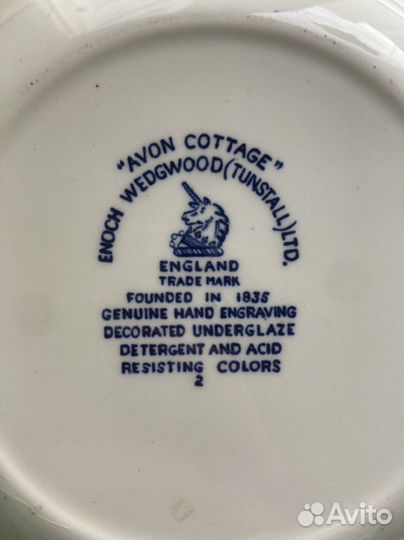 "AVON COTTAGE"
ENOCH WEDGWOOD (TUNSTALL) LTD.
ENGLAND
TRADE MARK
FOUNDED IN 1835
GENUINE HAND ENGRAVING
DECORATED UNDERGLAZE
DETERGENT AND ACID
RESISTING COLORS
2
Avito